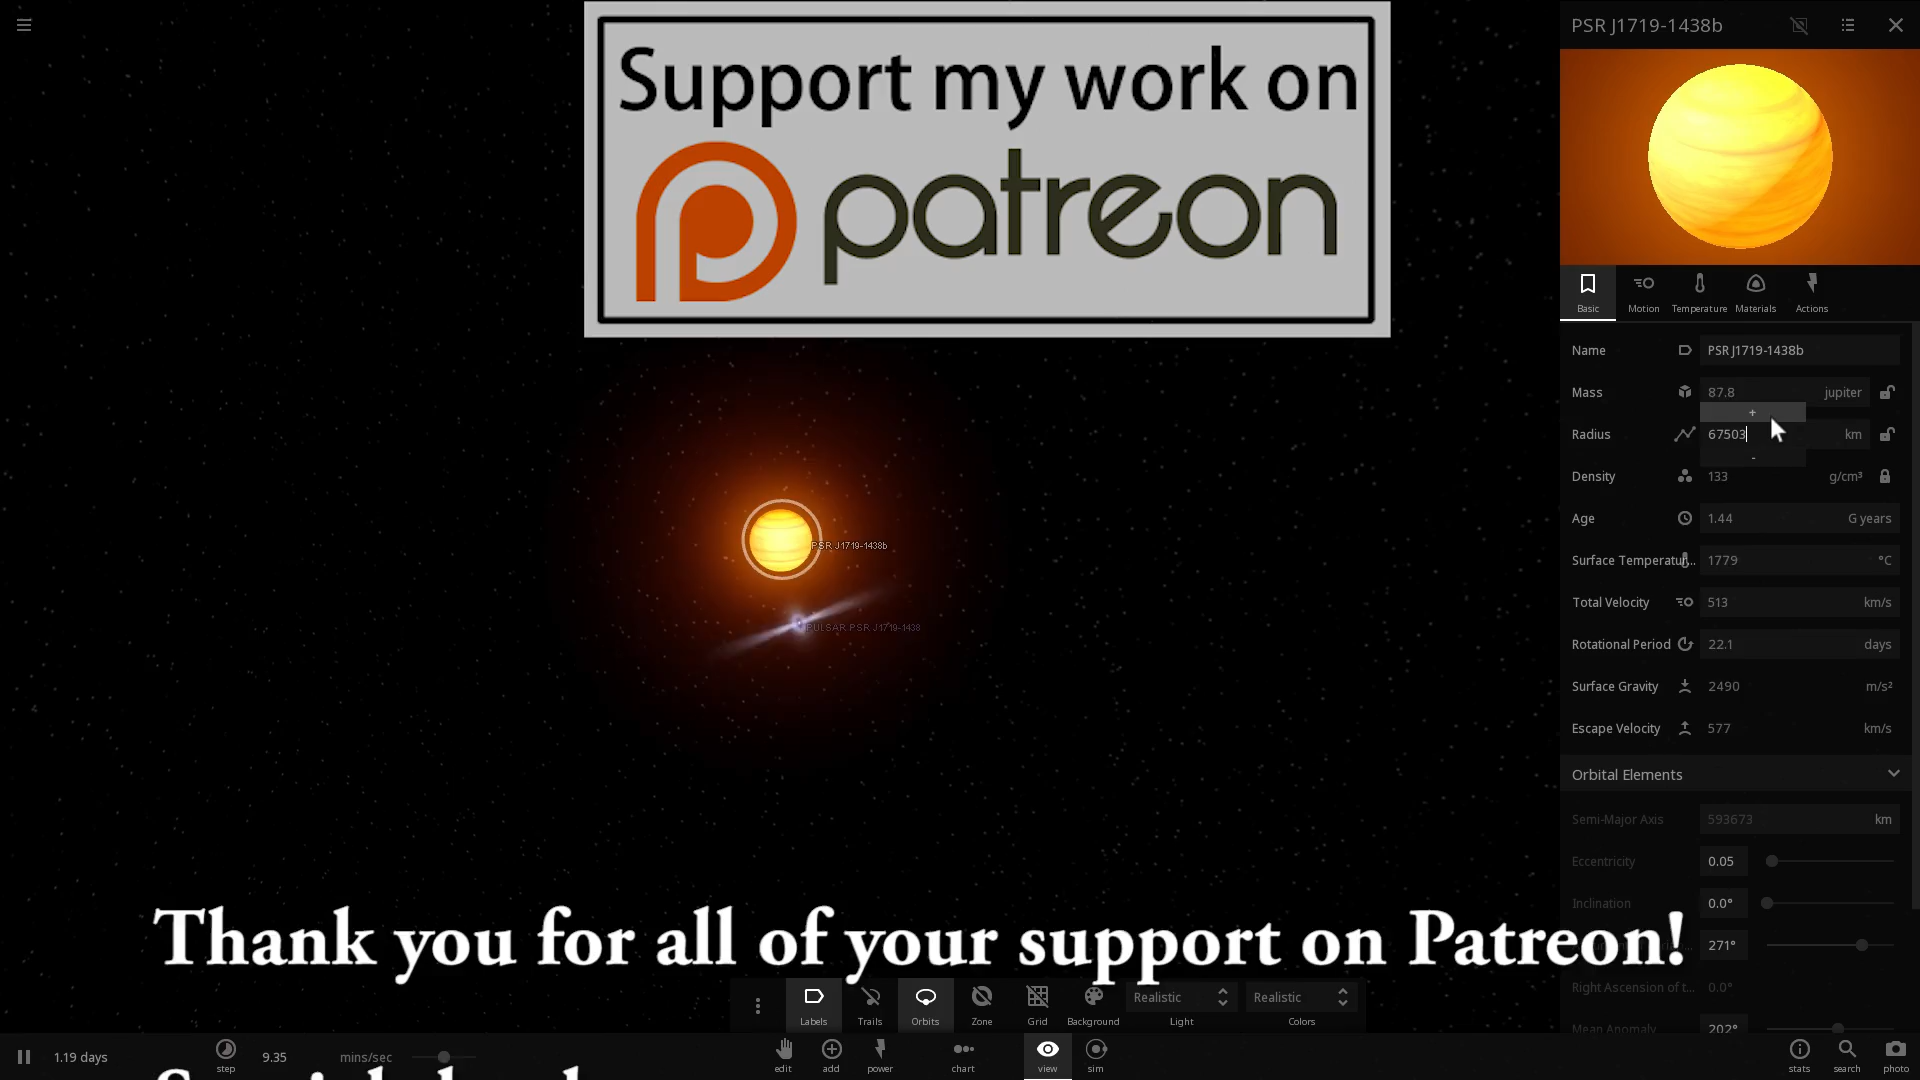 Support my work on
patreon
PSR J1719-1438b
Basic
Motion
Temperature
Materials
Actions
Name PSR J1719-1438b
Mass 87.8 jupiter
+
Radius 67503 km
-
Density 133 g/cm³
Age 1.44 G years
Surface Temperatur... 1779 °C
Total Velocity 513 km/s
Rotational Period 22.1 days
Surface Gravity 2490 m/s²
Escape Velocity 577 km/s
Orbital Elements
Semi-Major Axis 593673 km
Eccentricity 0.05
Inclination 0.0°
271°
Right Ascension of t... 0.0°
Mean Anomaly 202°
PSR J1719-1438b
PULSAR PSR J1719-1438
Thank you for all of your support on Patreon!
Labels
Trails
Orbits
Zone
Grid
Background
Realistic
Light
Realistic
Colors
1.19 days
step
9.35 mins/sec
edit
add
power
chart
view
sim
stats
search
photo